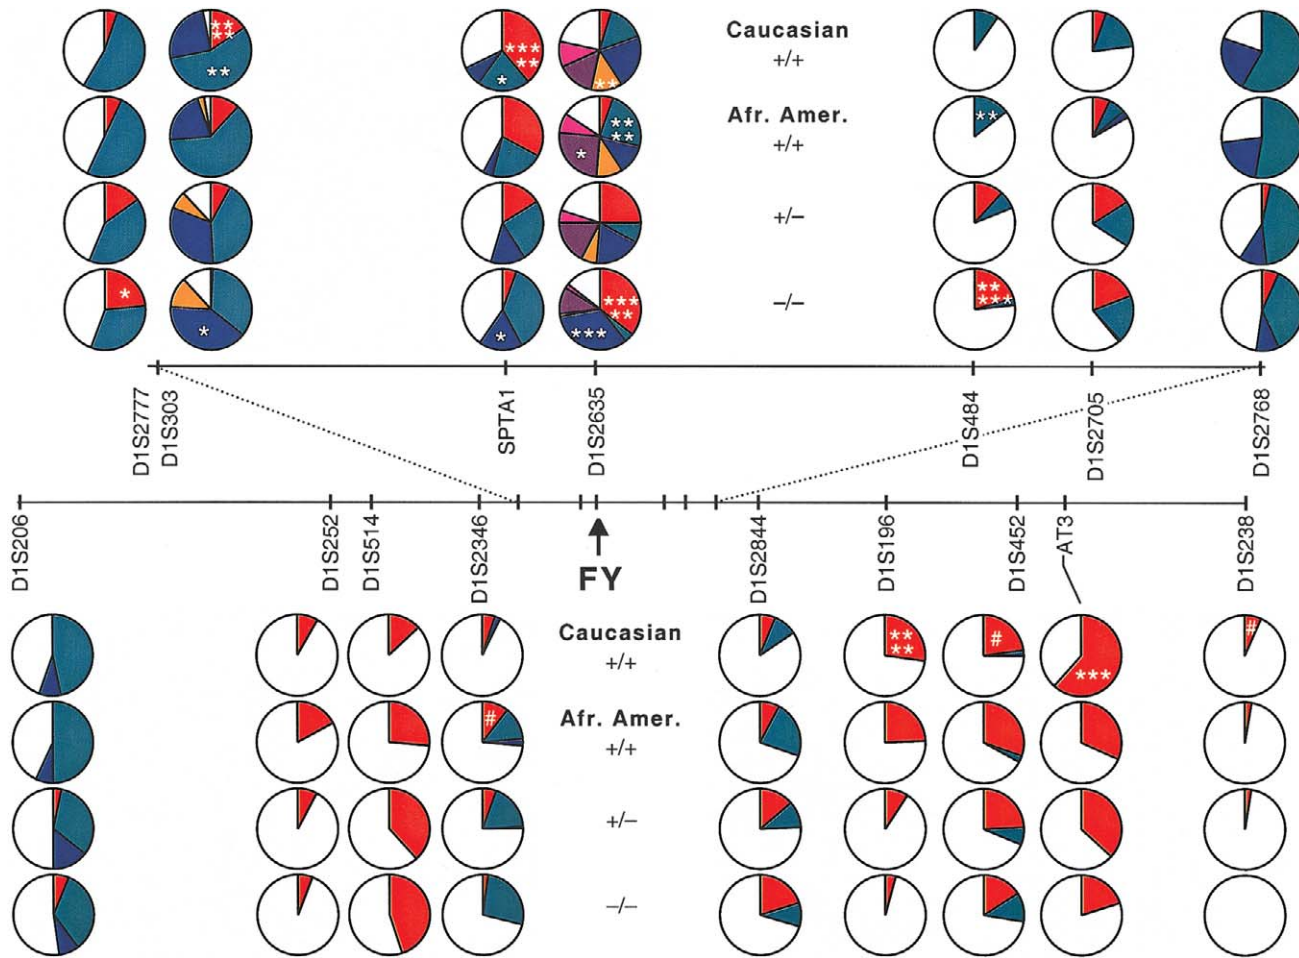 Caucasian
+/+
Afr. Amer.
+/+
+/−
−/−
** **
**
*** **
*
**
**
** **
*
*
*
*
*** **
***
** ***
D1S2777
D1S303
SPTA1
D1S2635
D1S484
D1S2705
D1S2768
D1S206
D1S252
D1S514
D1S2346
FY
D1S2844
D1S196
D1S452
AT3
D1S238
Caucasian
+/+
** **
#
***
#
Afr. Amer.
+/+
#
+/−
−/−